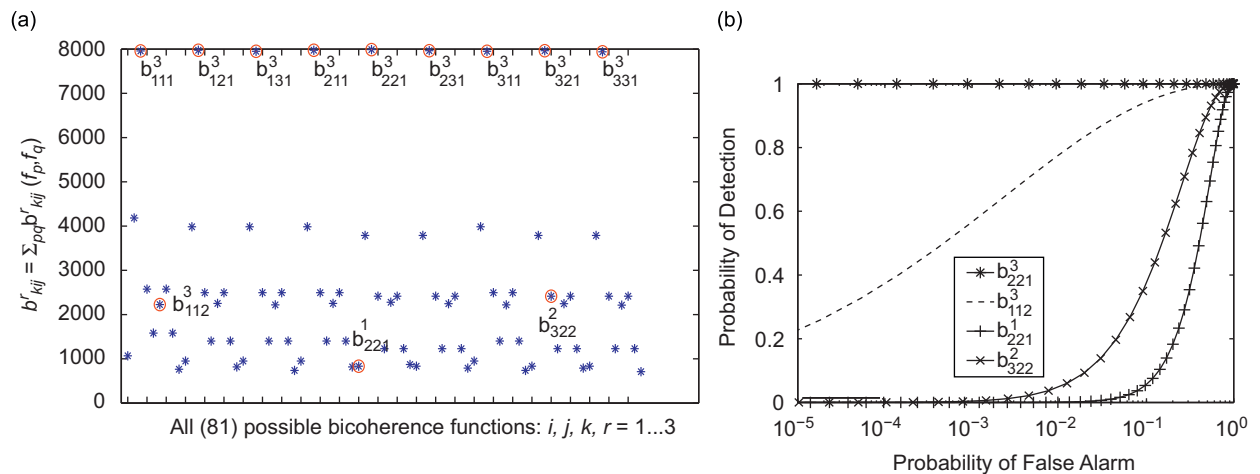 (a)
8000
7000
6000
5000
4000
3000
2000
1000
0
b^r_kij = Σ_pq b^r_kij (f_p,f_q)
b^3_111
b^3_121
b^3_131
b^3_211
b^3_221
b^3_231
b^3_311
b^3_321
b^3_331
b^3_112
b^1_221
b^2_322
All (81) possible bicoherence functions: i, j, k, r = 1...3
(b)
1
0.8
0.6
0.4
0.2
0
Probability of Detection
b^3_221
b^3_112
b^1_221
b^2_322
10^-5
10^-4
10^-3
10^-2
10^-1
10^0
Probability of False Alarm